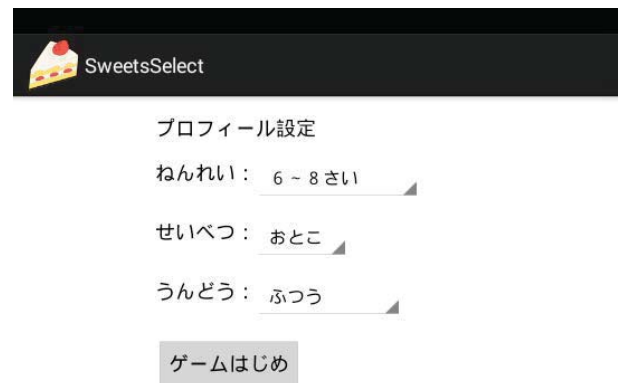 SweetsSelect
プロフィール設定
ねんれい： 6 ~ 8 さい
せいべつ： おとこ
うんどう： ふつう
ゲームはじめ